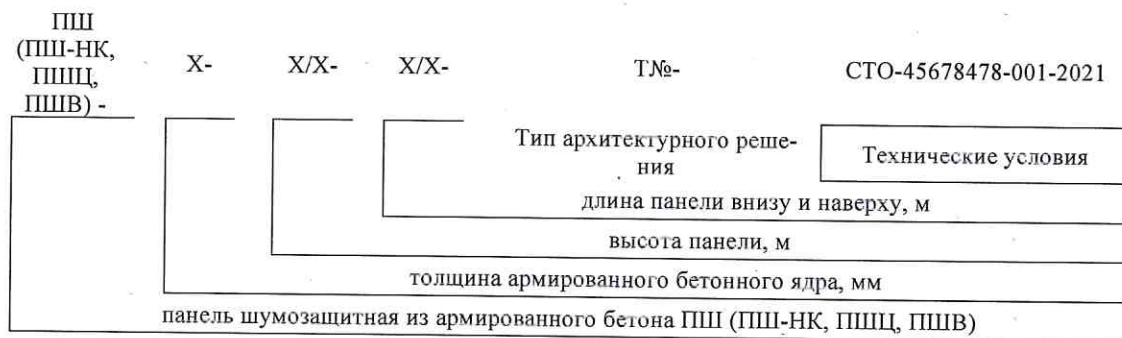 ПШ
(ПШ-НК,
ПШЦ,
ПШВ) -
Х-
Х/Х-
Х/Х-
Т№-
СТО-45678478-001-2021
Тип архитектурного реше-
ния
Технические условия
длина панели внизу и наверху, м
высота панели, м
толщина армированного бетонного ядра, мм
панель шумозащитная из армированного бетона ПШ (ПШ-НК, ПШЦ, ПШВ)